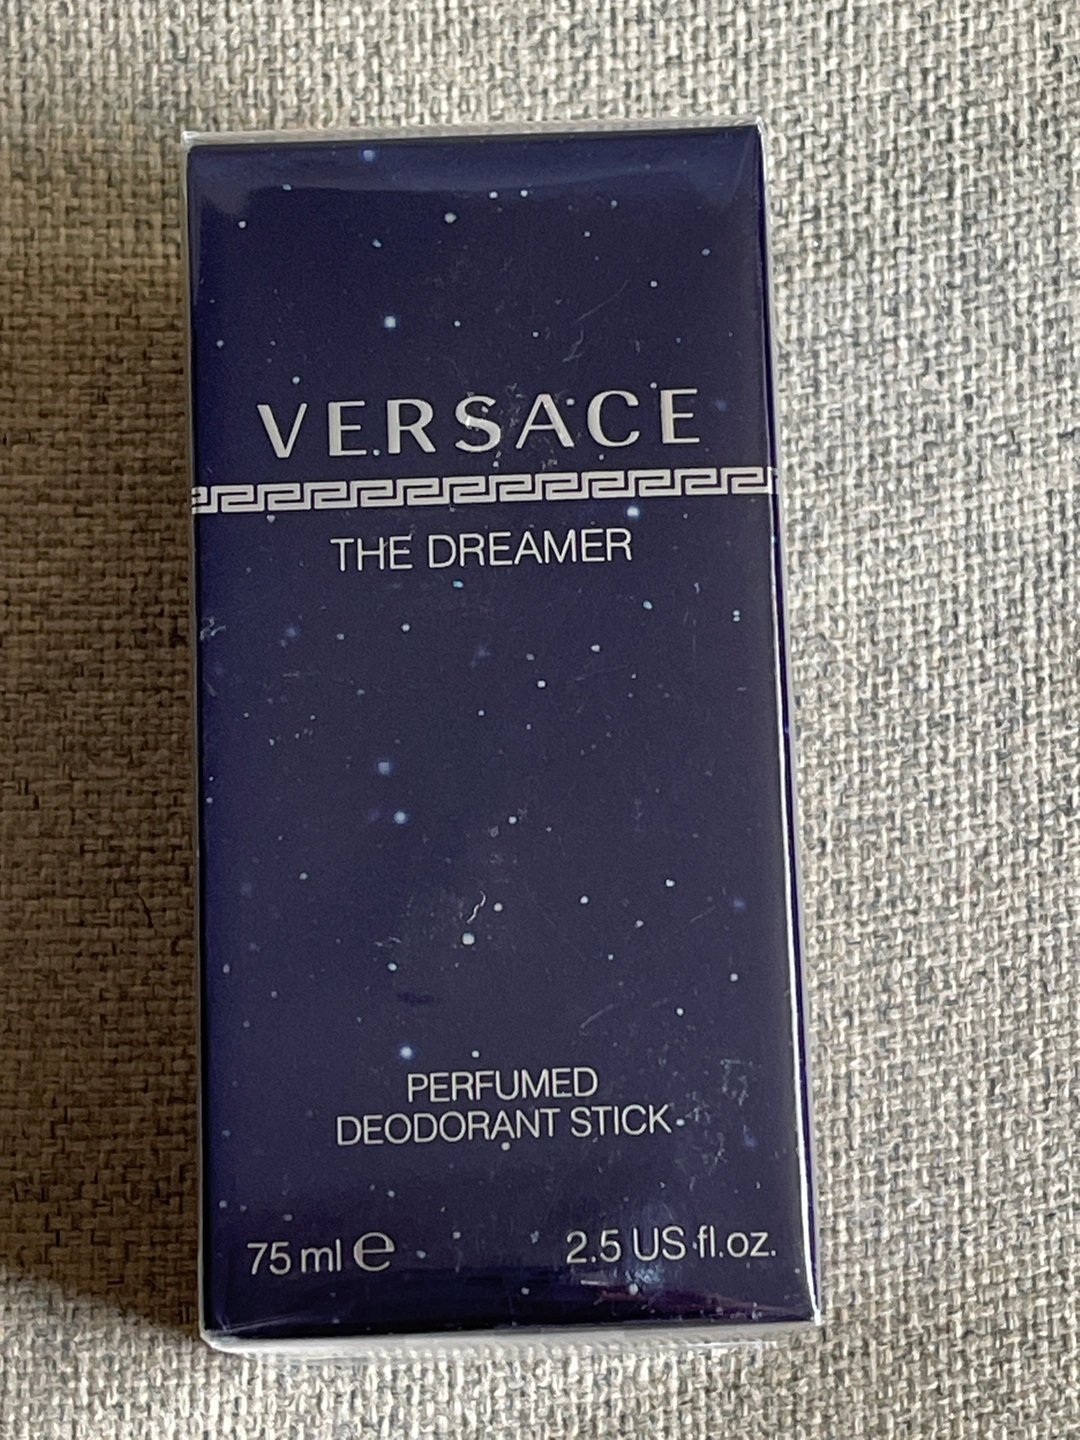 VERSACE
THE DREAMER
PERFUMED
DEODORANT STICK
75 ml ℮ 2.5 US fl.oz.